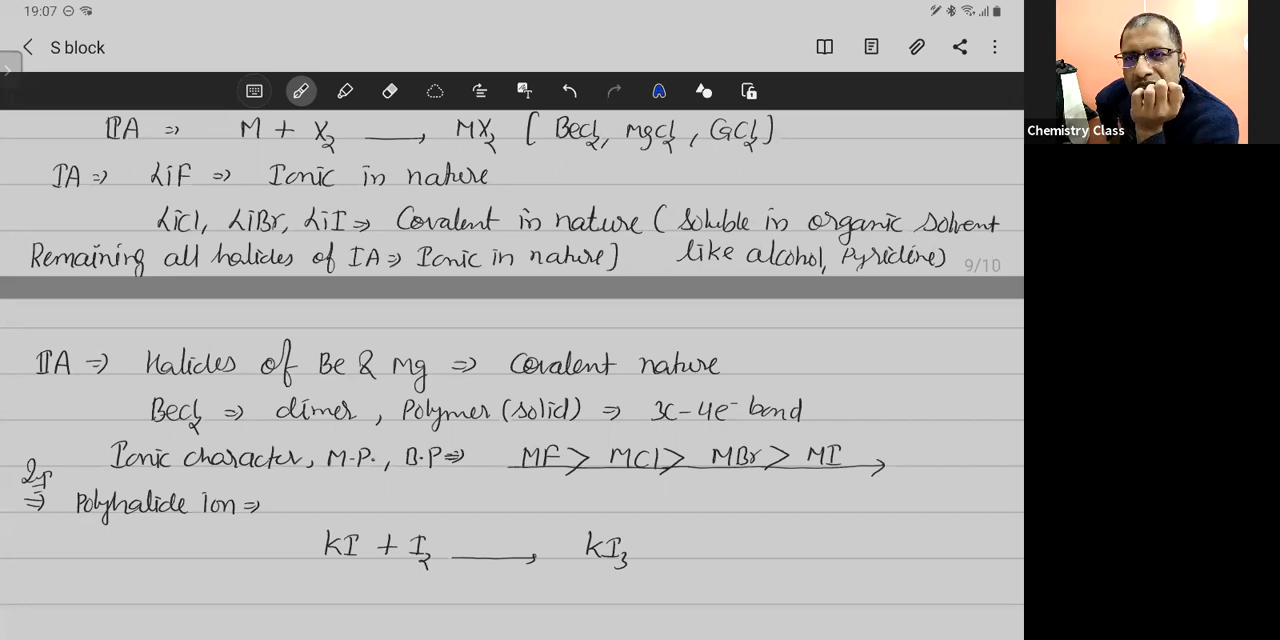 19:07
S block
Chemistry Class
IIA ⇒ M + X₂ ⟶ MX₂ [ BeCl₂, MgCl₂, CaCl₂]
IA ⇒ LiF ⇒ Ionic in nature
LiCl, LiBr, LiI ⇒ Covalent in nature ( Soluble in organic solvent
Remaining all halides of IA ⇒ Ionic in nature] like alcohol, Pyridine)
9/10
IIA ⇒ Halides of Be & Mg ⇒ Covalent nature
BeCl₂ ⇒ dimer, Polymer (solid) ⇒ 3c-4e⁻ bond
Ionic character, M.P., B.P ⇒ MF > MCl > MBr > MI
⇒ Polyhalide ion ⇒
KI + I₂ ⟶ KI₃